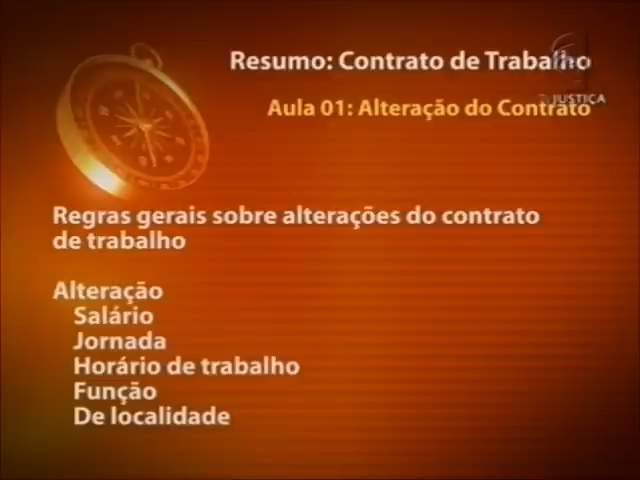 Resumo: Contrato de Trabalho
Aula 01: Alteração do Contrato
JUSTICA
Regras gerais sobre alterações do contrato
de trabalho
Alteração
Salário
Jornada
Horário de trabalho
Função
De localidade